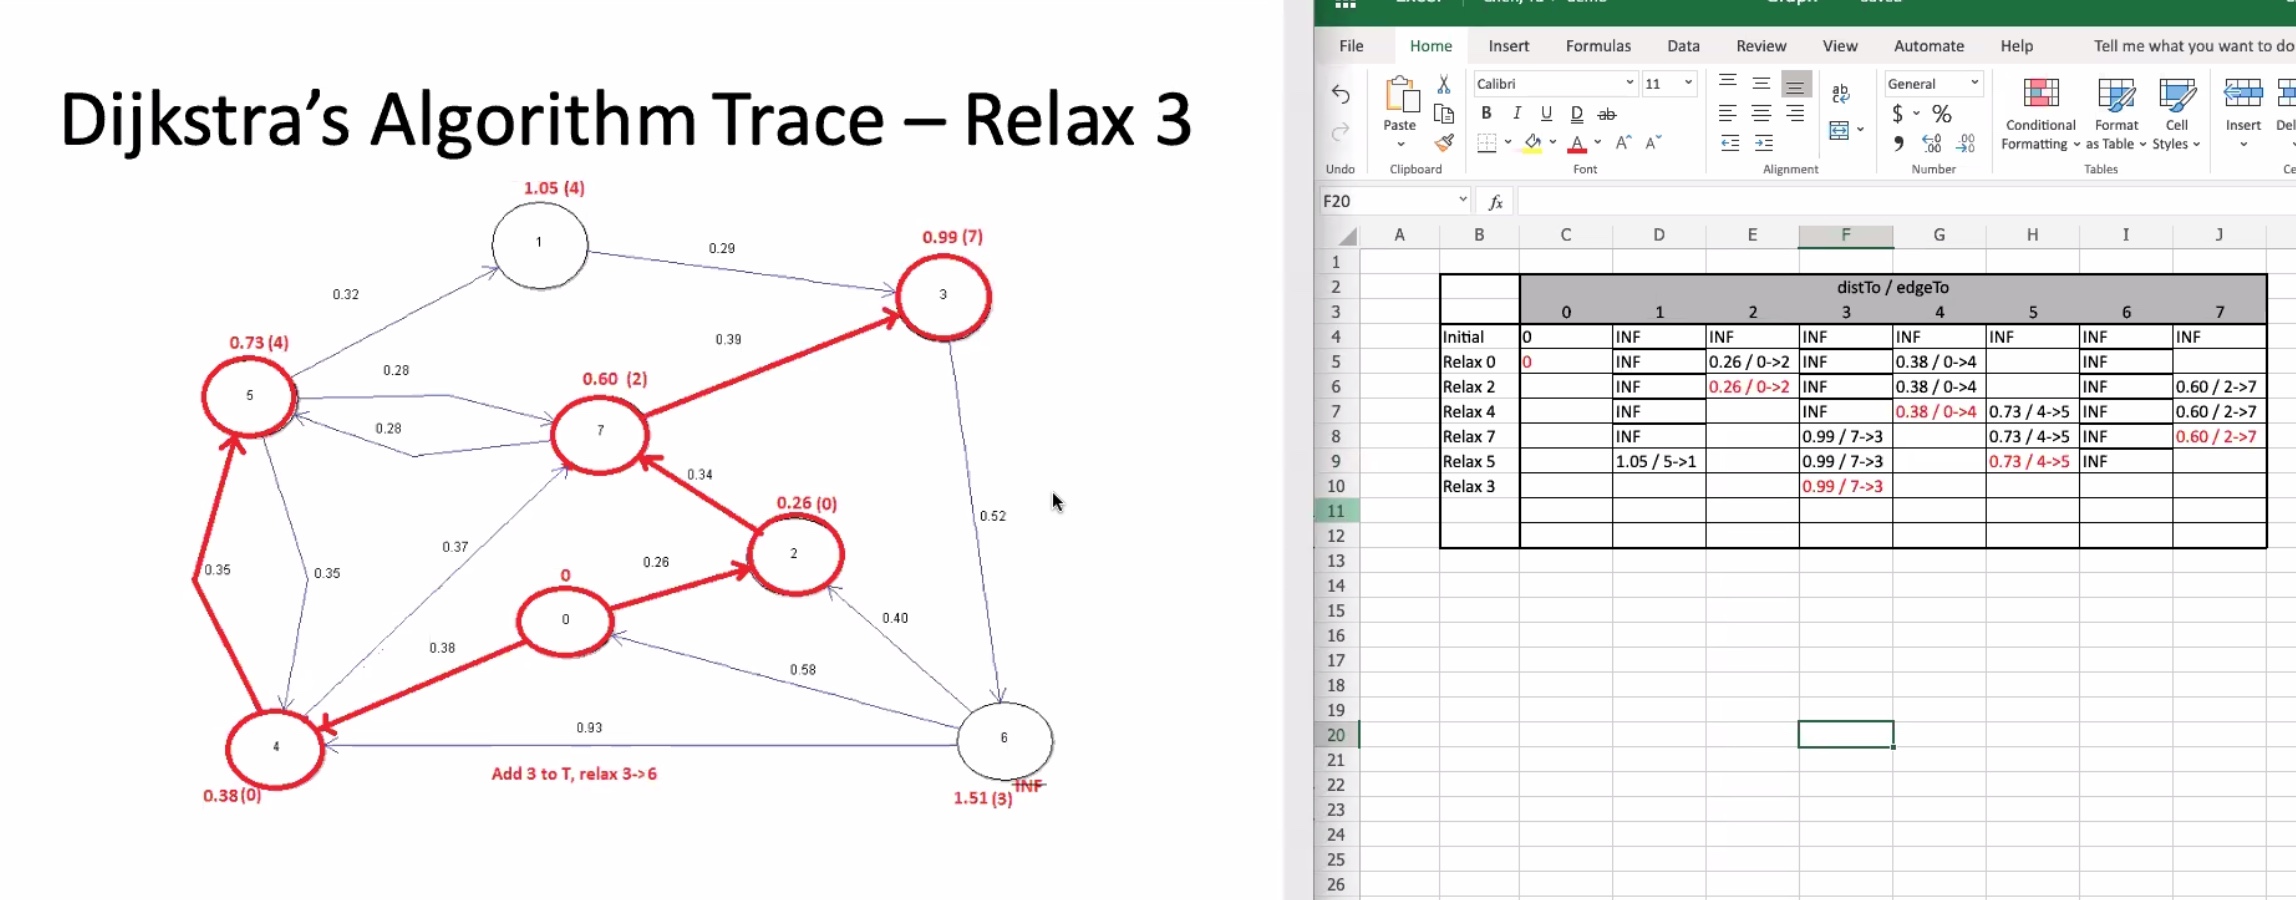 Dijkstra's Algorithm Trace – Relax 3
1.05 (4)
1
0.29
0.99 (7)
3
0.32
0.39
0.73 (4)
5
0.28
0.60 (2)
7
0.28
0.34
0.26 (0)
2
0.52
0.37
0.26
0.35
0.35
0
0
0.40
0.38
0.58
0.93
4
6
Add 3 to T, relax 3->6
0.38(0)
INF
1.51 (3)
File Home Insert Formulas Data Review View Automate Help Tell me what you want to do
Calibri 11 General
Paste
B I U D ab
ab
$ %
A A A
Conditional Formatting
Format as Table
Cell Styles
Insert
Del
Undo Clipboard Font Alignment Number Tables Ce
F20 fx
A B C D E F G H I J
1
2 distTo / edgeTo
3 0 1 2 3 4 5 6 7
4 Initial 0 INF INF INF INF INF INF INF
5 Relax 0 0 INF 0.26 / 0->2 INF 0.38 / 0->4 INF
6 Relax 2 INF 0.26 / 0->2 INF 0.38 / 0->4 INF 0.60 / 2->7
7 Relax 4 INF INF 0.38 / 0->4 0.73 / 4->5 INF 0.60 / 2->7
8 Relax 7 INF 0.99 / 7->3 0.73 / 4->5 INF 0.60 / 2->7
9 Relax 5 1.05 / 5->1 0.99 / 7->3 0.73 / 4->5 INF
10 Relax 3 0.99 / 7->3
11
12
13
14
15
16
17
18
19
20
21
22
23
24
25
26